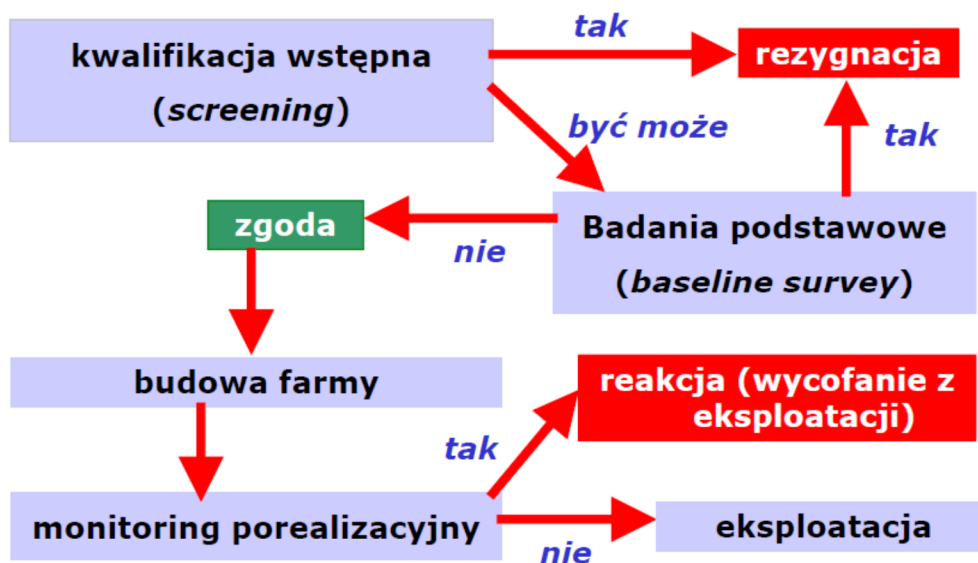 kwalifikacja wstępna
(screening)
tak
rezygnacja
być może
tak
zgoda
nie
Badania podstawowe
(baseline survey)
budowa farmy
reakcja (wycofanie z
eksploatacji)
tak
monitoring porealizacyjny
nie
eksploatacja